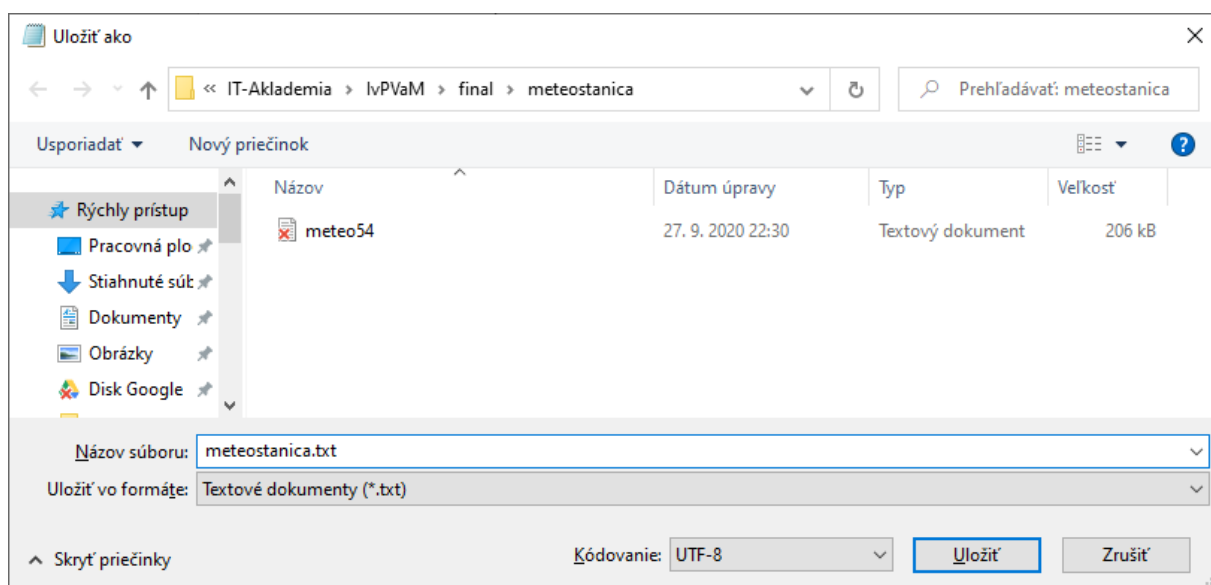 Uložiť ako
« IT-Aklademia › IvPVaM › final › meteostanica
Prehľadávať: meteostanica
Usporiadať
Nový priečinok
Názov
Dátum úpravy
Typ
Veľkosť
Rýchly prístup
meteo54
27. 9. 2020 22:30
Textový dokument
206 kB
Pracovná plo
Stiahnuté súb
Dokumenty
Obrázky
Disk Google
Názov súboru: meteostanica.txt
Uložiť vo formáte: Textové dokumenty (*.txt)
Skryť priečinky
Kódovanie: UTF-8
Uložiť
Zrušiť